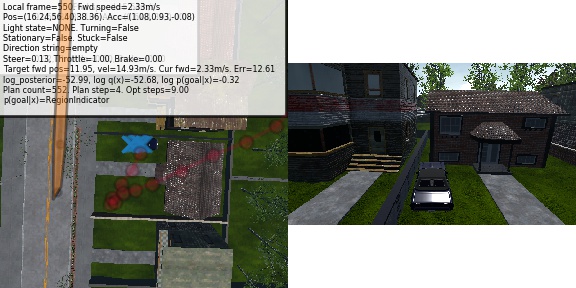 Local frame=550. Fwd speed=2.33m/s
Pos=(16.24,56.40,38.36). Acc=(1.08,0.93,-0.08)
Light state=NONE. Turning=False
Stationary=False. Stuck=False
Direction string=empty
Steer=0.13, Throttle=1.00, Brake=0.00
Target fwd pos=11.95, vel=14.93m/s. Cur fwd=2.33m/s. Err=12.61
log_posterior=-52.99, log q(x)=-52.68, log p(goal|x)=-0.32
Plan count=552. Plan step=4. Opt steps=9.00
p(goal|x)=RegionIndicator